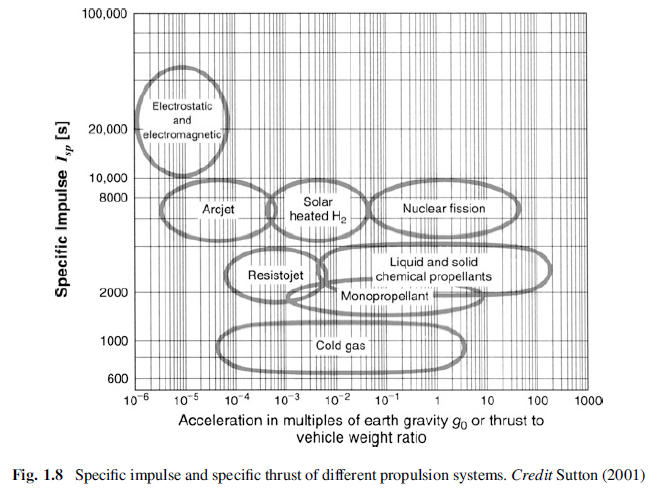 100,000
20,000
10,000
8000
2000
1000
600
Specific Impulse I_sp [s]
Electrostatic
and
electromagnetic
Arcjet
Solar
heated H₂
Nuclear fission
Resistojet
Liquid and solid
chemical propellants
Monopropellant
Cold gas
10⁻⁶ 10⁻⁵ 10⁻⁴ 10⁻³ 10⁻² 10⁻¹ 1 10 100 1000
Acceleration in multiples of earth gravity g₀ or thrust to
vehicle weight ratio
Fig. 1.8 Specific impulse and specific thrust of different propulsion systems. Credit Sutton (2001)